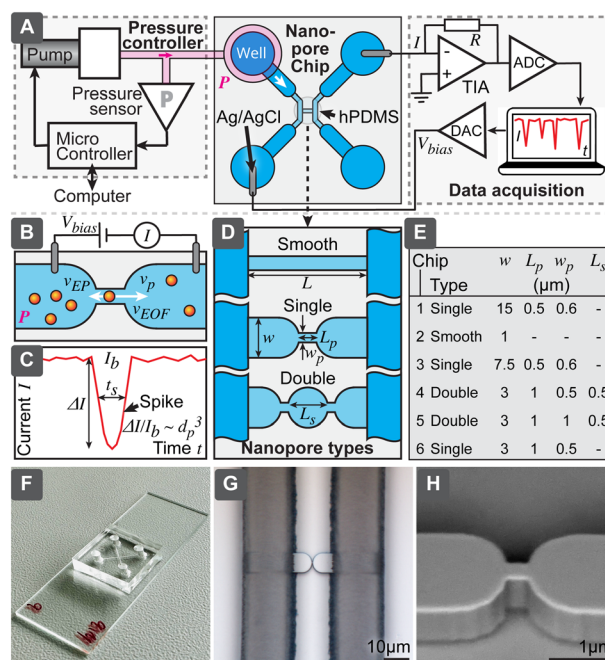 A
Pump
Pressure
controller
Pressure
sensor
P
Micro
Controller
Computer
Well
P
Nano-
pore
Chip
Ag/AgCl
hPDMS
I
R
TIA
ADC
DAC
V_bias
I
t
Data acquisition
B
V_bias
I
v_EP
v_p
v_EOF
P
C
I_b
t_s
ΔI
Spike
ΔI/I_b ~ d_p^3
Current I
Time t
D
Smooth
L
Single
w
L_p
w_p
Double
L_s
Nanopore types
E
Chip Type w L_p w_p L_s
(μm)
1 Single 15 0.5 0.6 -
2 Smooth 1 - - -
3 Single 7.5 0.5 0.6 -
4 Double 3 1 0.5 0.5
5 Double 3 1 1 0.5
6 Single 3 1 0.5 -
F
G
10μm
H
1μm